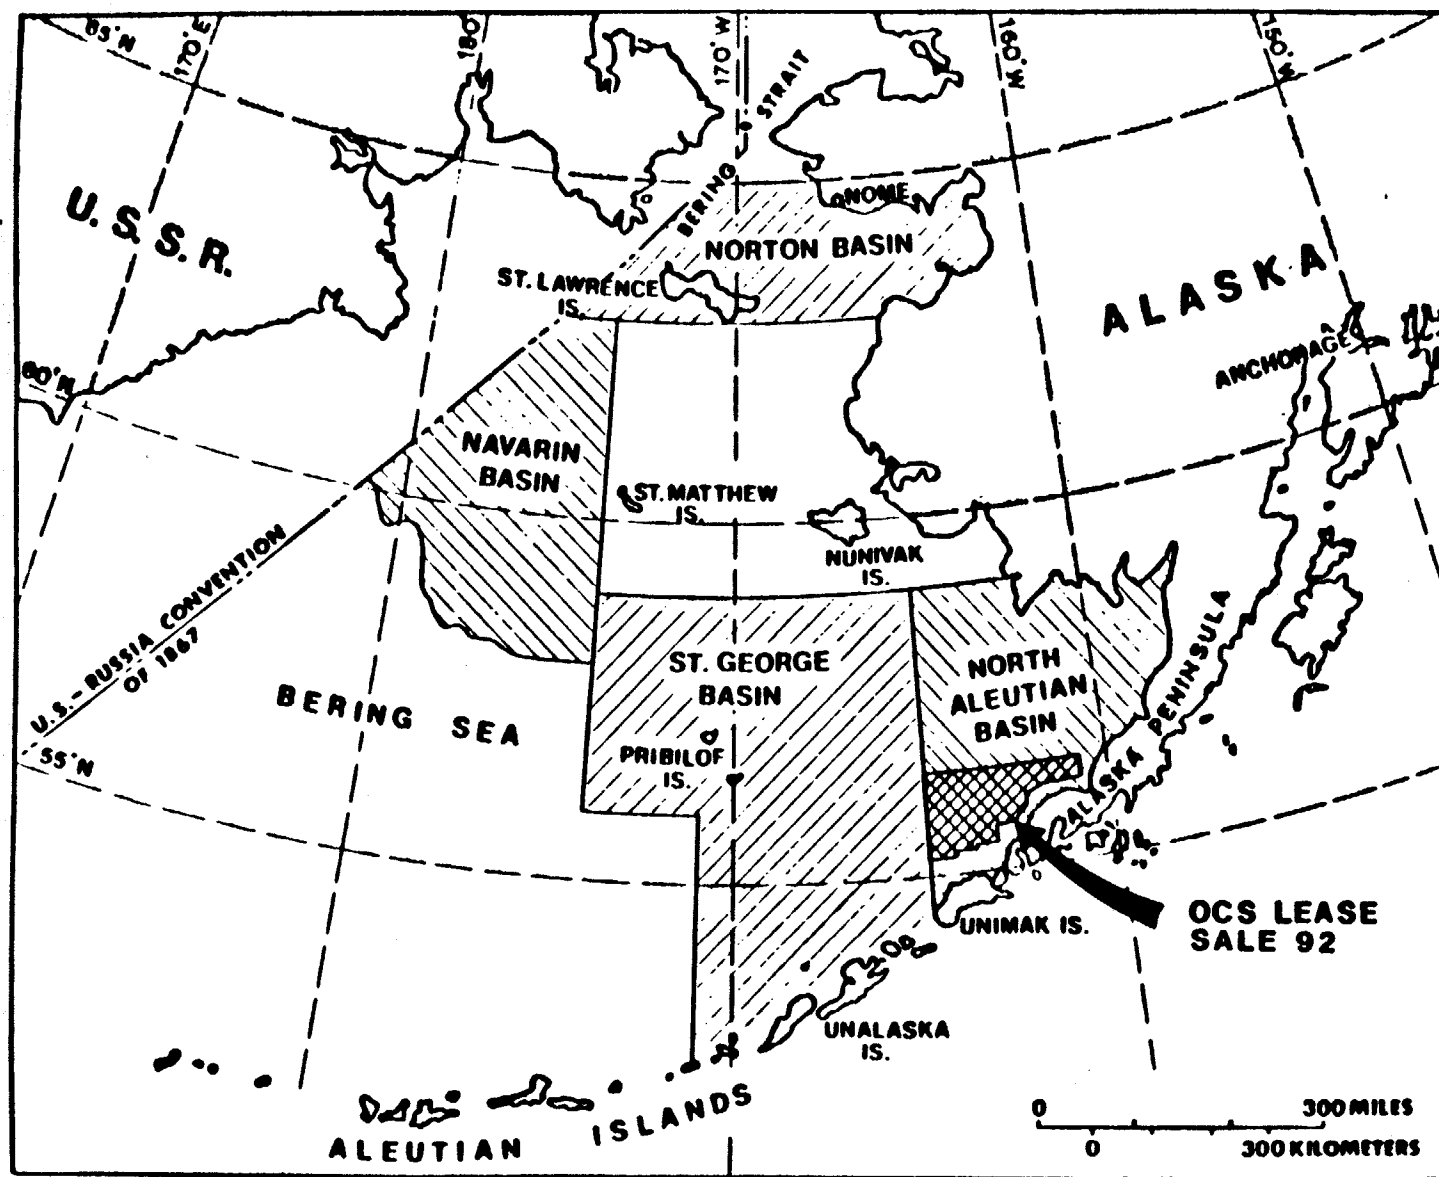 65°N
170°E
180°
170°W
160°W
150°W
BERING STRAIT
U.S.S.R.
NOME
NORTON BASIN
ST. LAWRENCE
IS.
ALASKA
ANCHORAGE
60°N
NAVARIN
BASIN
ST. MATTHEW
IS.
NUNIVAK
IS.
U.S. - RUSSIA CONVENTION
OF 1867
ST. GEORGE
BASIN
NORTH
ALEUTIAN
BASIN
ALASKA PENINSULA
BERING SEA
PRIBILOF
IS.
55°N
OCS LEASE
SALE 92
UNIMAK IS.
UNALASKA
IS.
ALEUTIAN ISLANDS
0 300 MILES
0 300 KILOMETERS